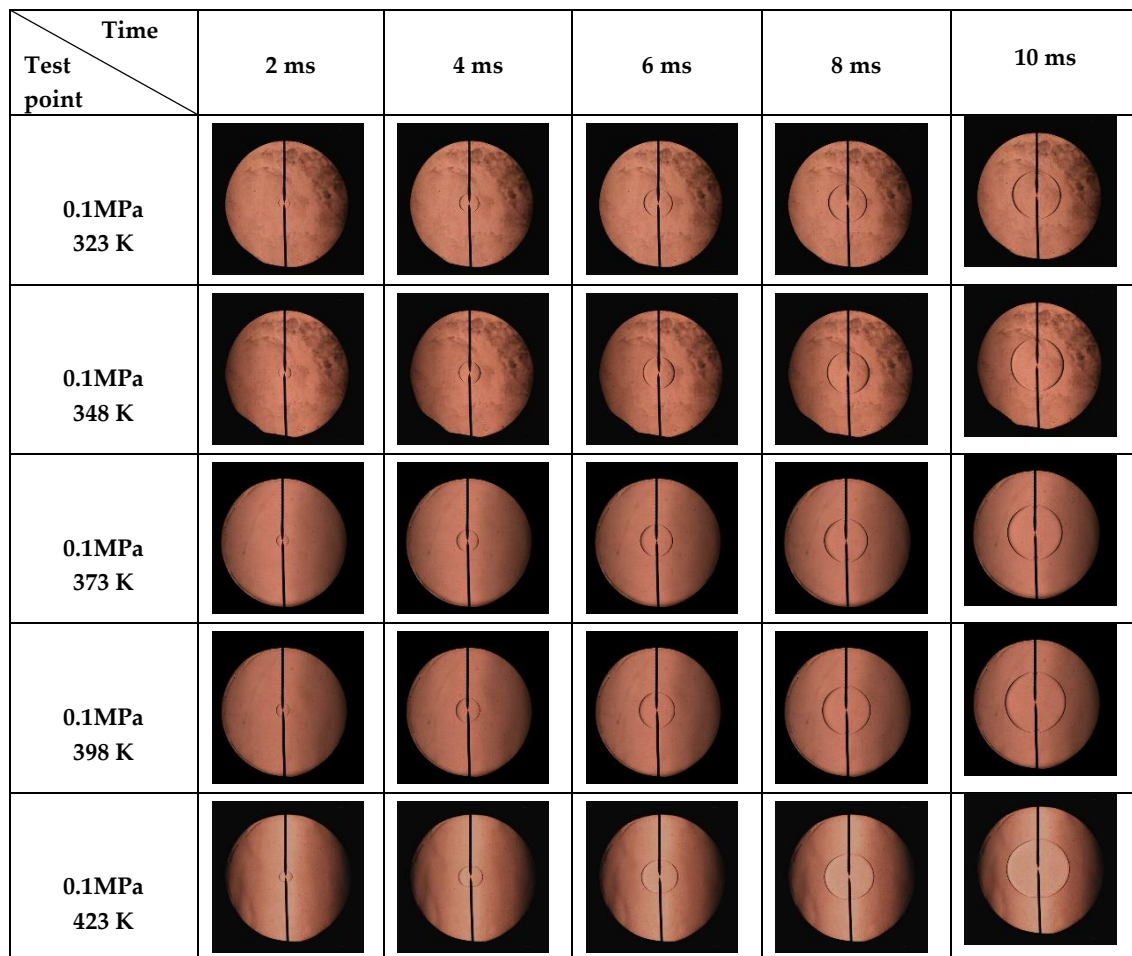 Time
Test
point
2 ms
4 ms
6 ms
8 ms
10 ms
0.1MPa
323 K
0.1MPa
348 K
0.1MPa
373 K
0.1MPa
398 K
0.1MPa
423 K